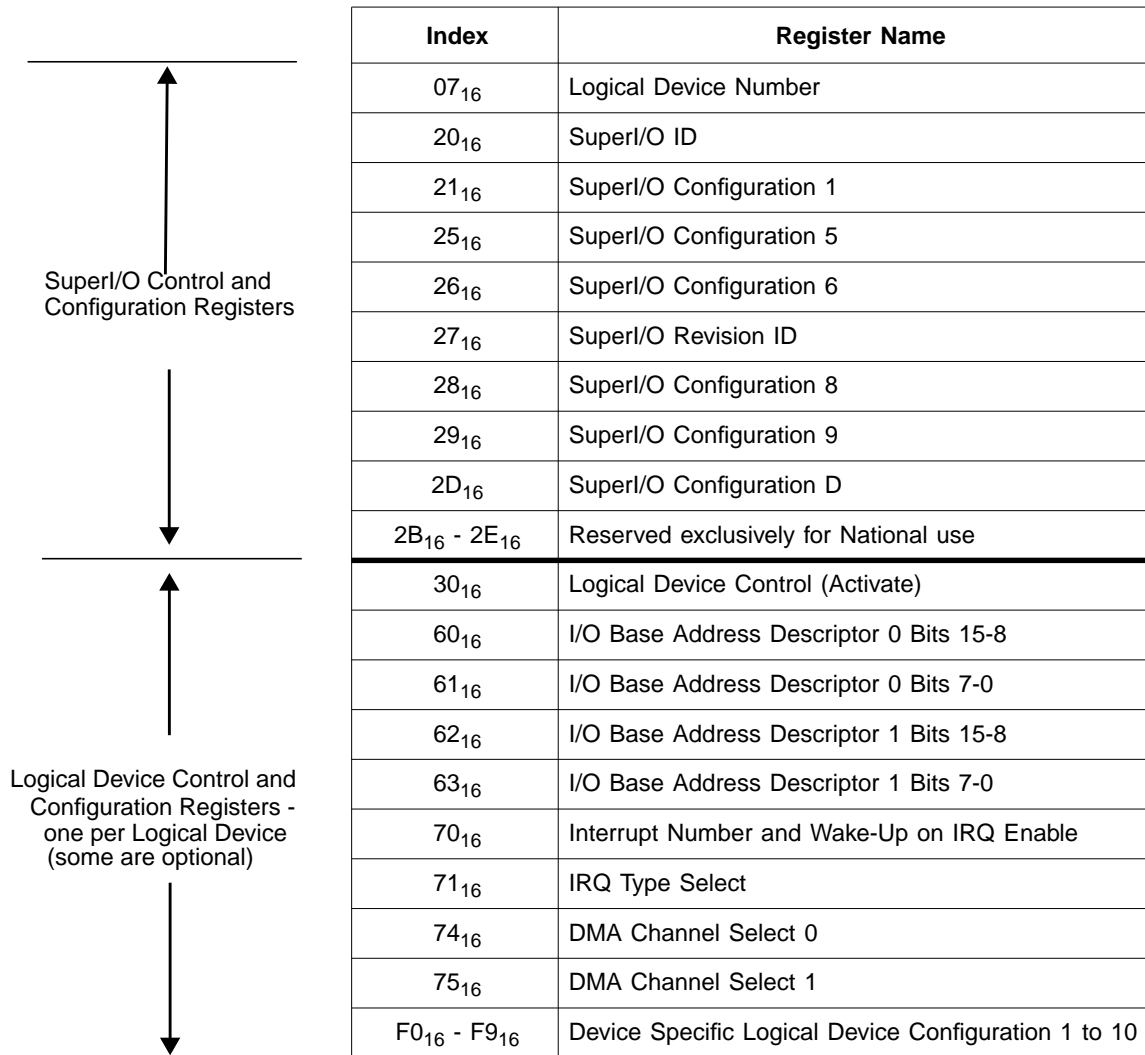 Index Register Name
07₁₆ Logical Device Number
20₁₆ SuperI/O ID
21₁₆ SuperI/O Configuration 1
25₁₆ SuperI/O Configuration 5
26₁₆ SuperI/O Configuration 6
27₁₆ SuperI/O Revision ID
28₁₆ SuperI/O Configuration 8
29₁₆ SuperI/O Configuration 9
2D₁₆ SuperI/O Configuration D
2B₁₆ - 2E₁₆ Reserved exclusively for National use
SuperI/O Control and
Configuration Registers
30₁₆ Logical Device Control (Activate)
60₁₆ I/O Base Address Descriptor 0 Bits 15-8
61₁₆ I/O Base Address Descriptor 0 Bits 7-0
62₁₆ I/O Base Address Descriptor 1 Bits 15-8
63₁₆ I/O Base Address Descriptor 1 Bits 7-0
70₁₆ Interrupt Number and Wake-Up on IRQ Enable
71₁₆ IRQ Type Select
74₁₆ DMA Channel Select 0
75₁₆ DMA Channel Select 1
F0₁₆ - F9₁₆ Device Specific Logical Device Configuration 1 to 10
Logical Device Control and
Configuration Registers -
one per Logical Device
(some are optional)